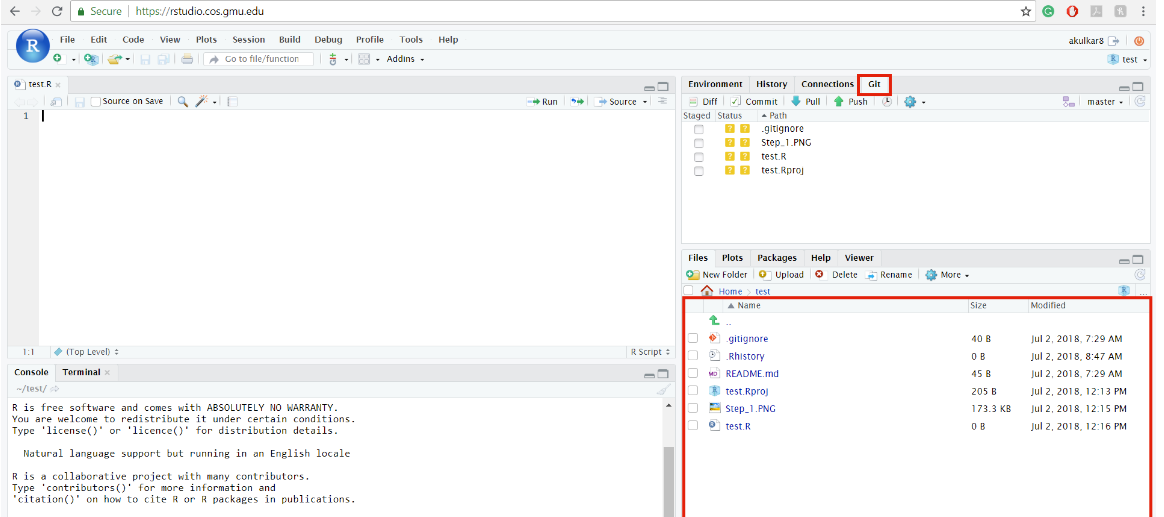 Secure https://rstudio.cos.gmu.edu
R File Edit Code View Plots Session Build Debug Profile Tools Help akulkar8
Go to file/function Addins test
test.R
Source on Save Run Source
1
1:1 (Top Level) R Script
Console Terminal
~/test/
R is free software and comes with ABSOLUTELY NO WARRANTY.
You are welcome to redistribute it under certain conditions.
Type 'license()' or 'licence()' for distribution details.
Natural language support but running in an English locale
R is a collaborative project with many contributors.
Type 'contributors()' for more information and
'citation()' on how to cite R or R packages in publications.
Environment History Connections Git
Diff Commit Pull Push master
Staged Status Path
? ? .gitignore
? ? Step_1.PNG
? ? test.R
? ? test.Rproj
Files Plots Packages Help Viewer
New Folder Upload Delete Rename More
Home test ...
Name Size Modified
..
.gitignore 40 B Jul 2, 2018, 7:29 AM
.Rhistory 0 B Jul 2, 2018, 8:47 AM
MD README.md 45 B Jul 2, 2018, 7:29 AM
test.Rproj 205 B Jul 2, 2018, 12:13 PM
Step_1.PNG 173.3 KB Jul 2, 2018, 12:15 PM
test.R 0 B Jul 2, 2018, 12:16 PM